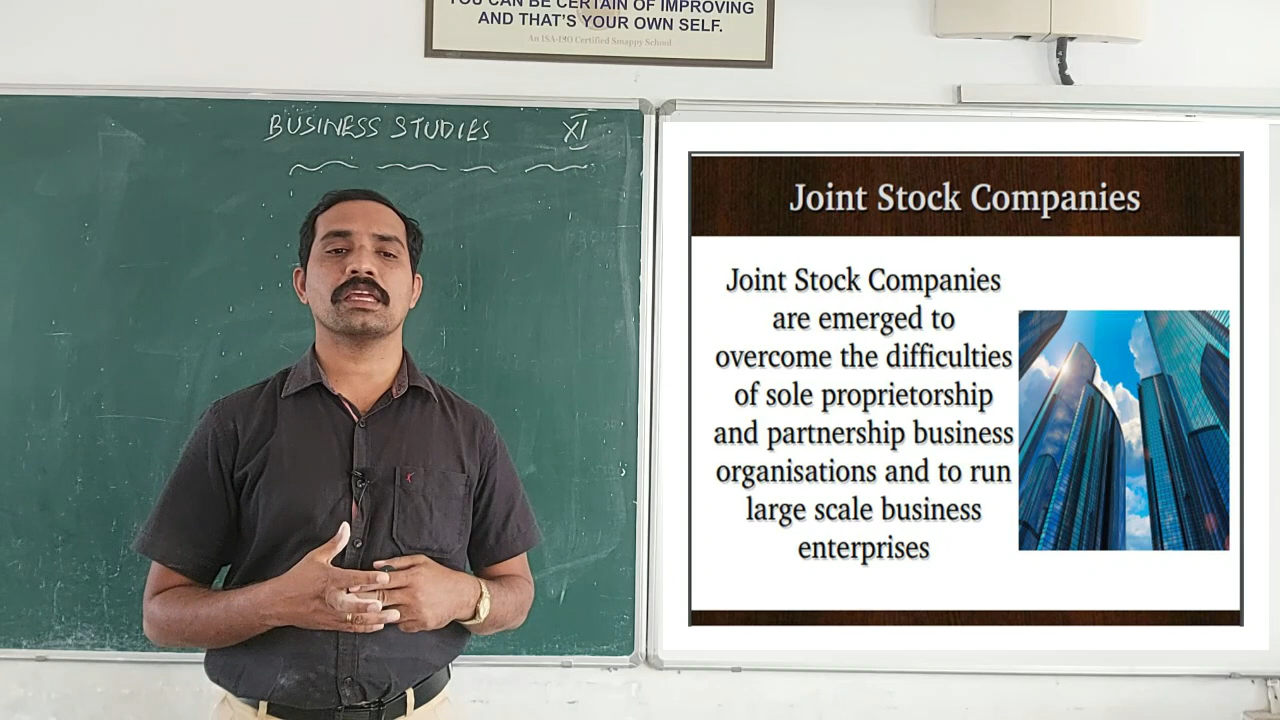 YOU CAN BE CERTAIN OF IMPROVING
AND THAT'S YOUR OWN SELF.
An ISA-ISO Certified Smappy School
BUSINESS STUDIES XI
Joint Stock Companies
Joint Stock Companies
are emerged to
overcome the difficulties
of sole proprietorship
and partnership business
organisations and to run
large scale business
enterprises